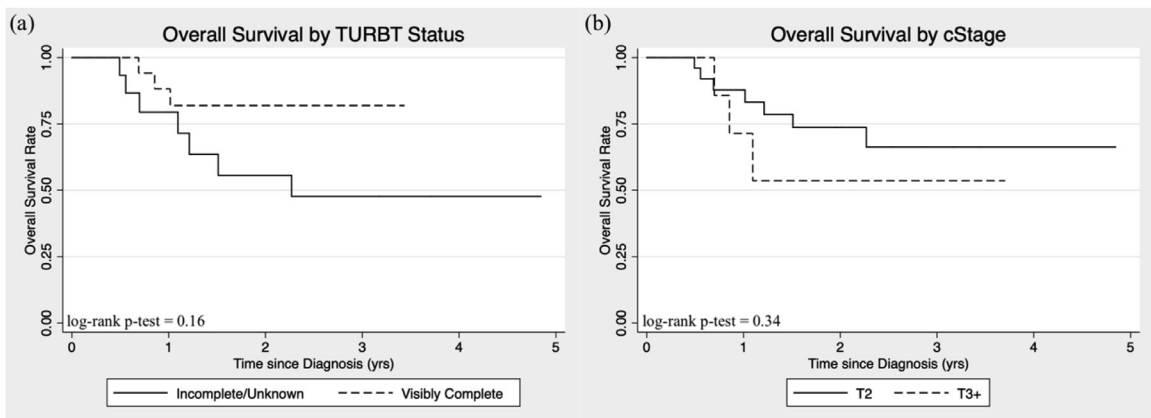 (a)
Overall Survival by TURBT Status
Overall Survival Rate
1.00
0.75
0.50
0.25
0.00
log-rank p-test = 0.16
0 1 2 3 4 5
Time since Diagnosis (yrs)
Incomplete/Unknown Visibly Complete
(b)
Overall Survival by cStage
Overall Survival Rate
1.00
0.75
0.50
0.25
0.00
log-rank p-test = 0.34
0 1 2 3 4 5
Time since Diagnosis (yrs)
T2 T3+